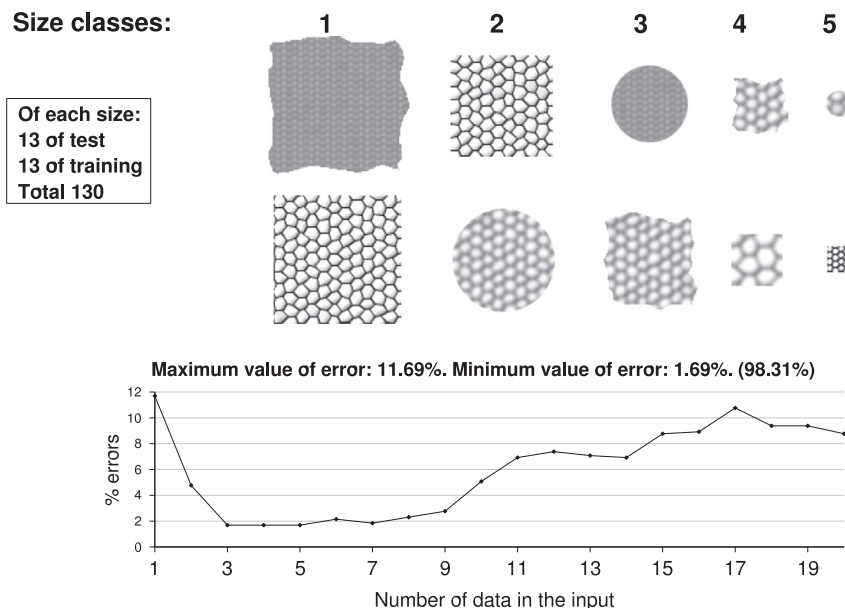 Size classes: 1 2 3 4 5
Of each size:
13 of test
13 of training
Total 130
Maximum value of error: 11.69%. Minimum value of error: 1.69%. (98.31%)
12
10
8
6
4
2
0
% errors
1 3 5 7 9 11 13 15 17 19
Number of data in the input